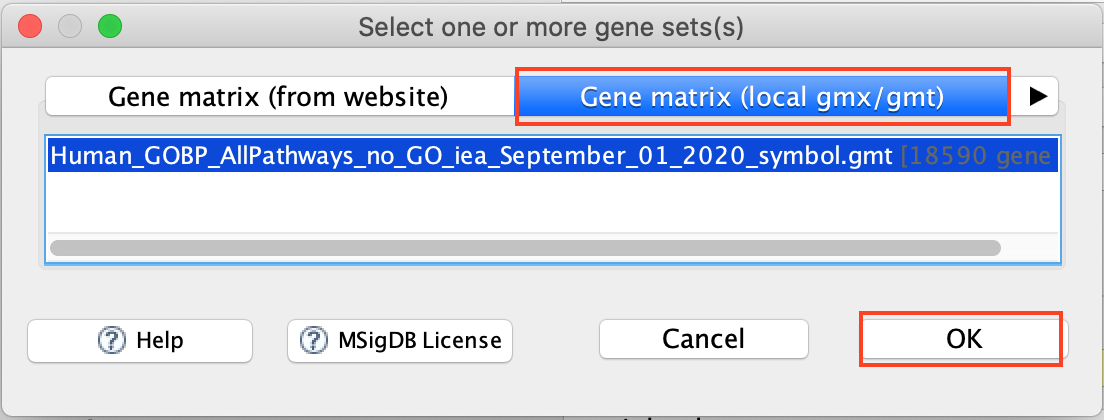 Select one or more gene sets(s)
Gene matrix (from website) Gene matrix (local gmx/gmt)
Human_GOBP_AllPathways_no_GO_iea_September_01_2020_symbol.gmt [18590 gene
Help MSigDB License Cancel OK